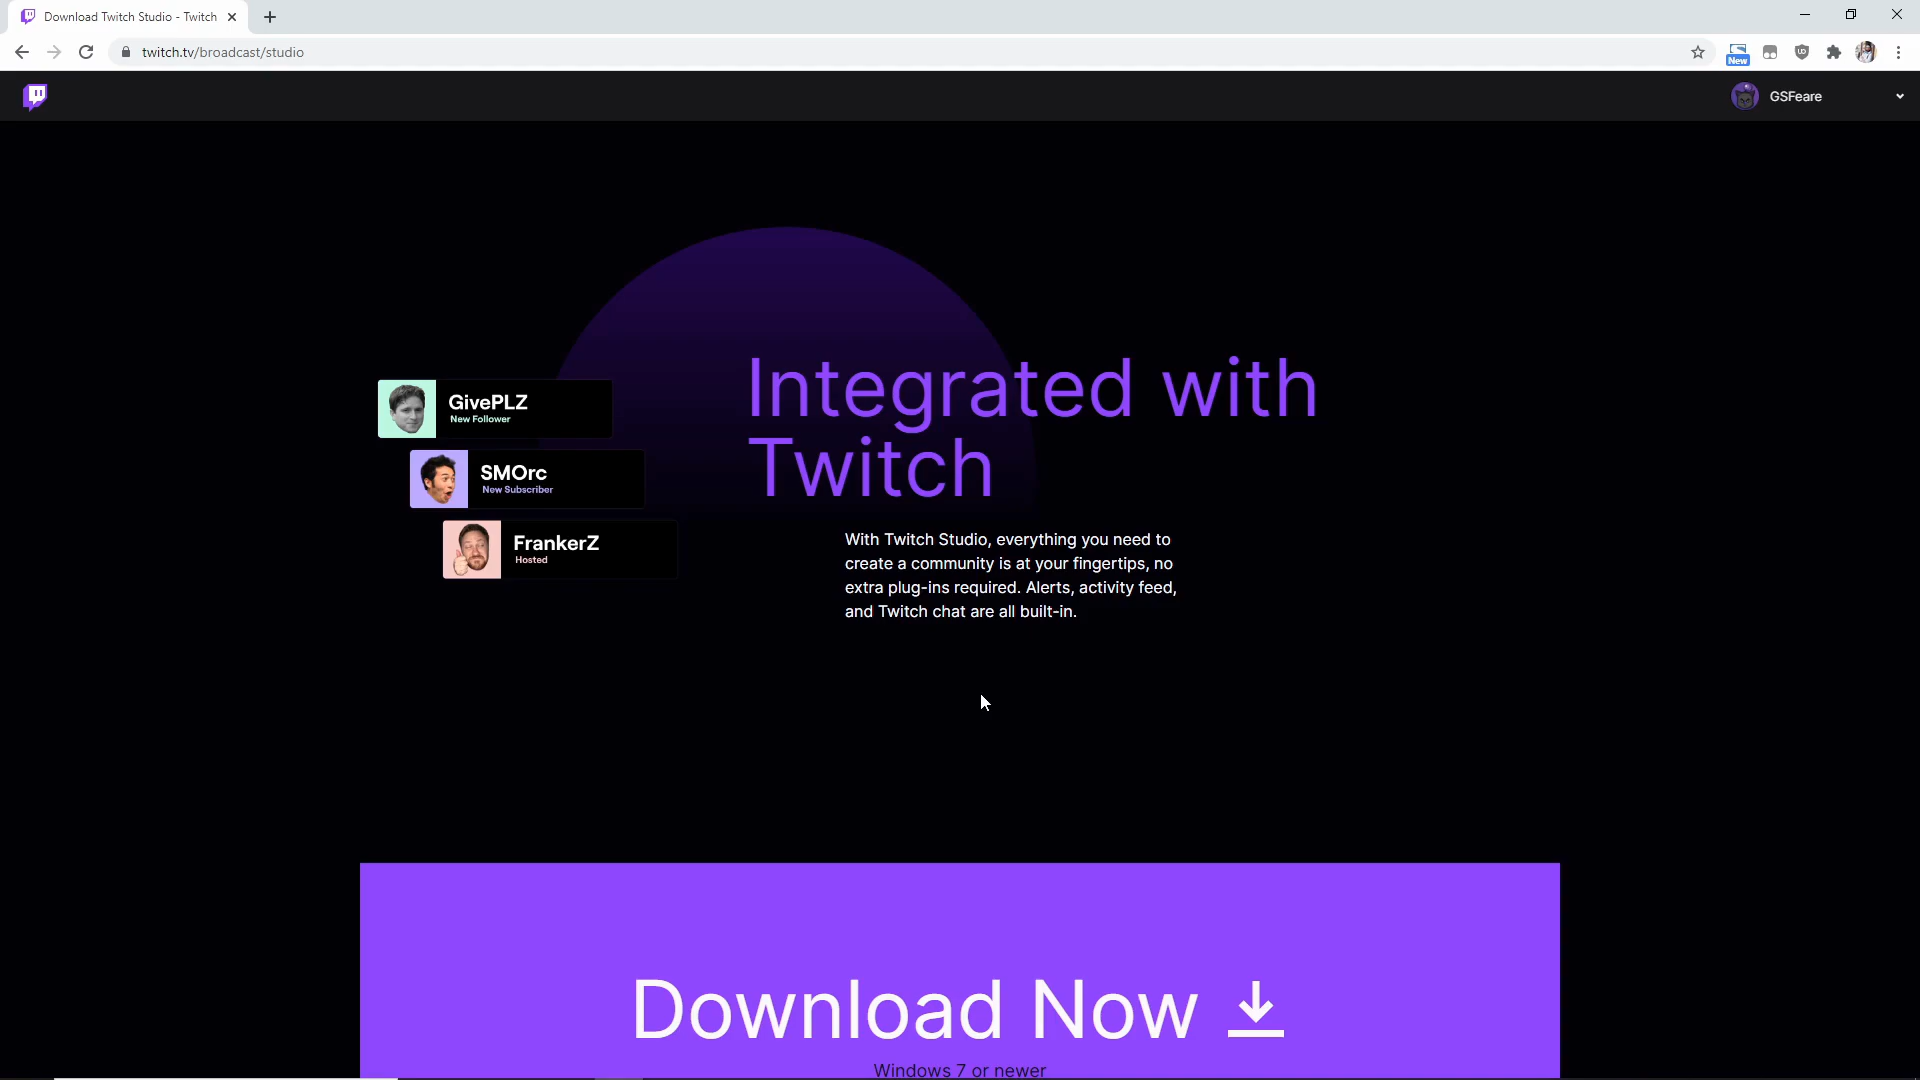 Download Twitch Studio - Twitch
twitch.tv/broadcast/studio
New
GSFeare
Integrated with
Twitch
GivePLZ
New Follower
SMOrc
New Subscriber
FrankerZ
Hosted
With Twitch Studio, everything you need to
create a community is at your fingertips, no
extra plug-ins required. Alerts, activity feed,
and Twitch chat are all built-in.
Download Now
Windows 7 or newer